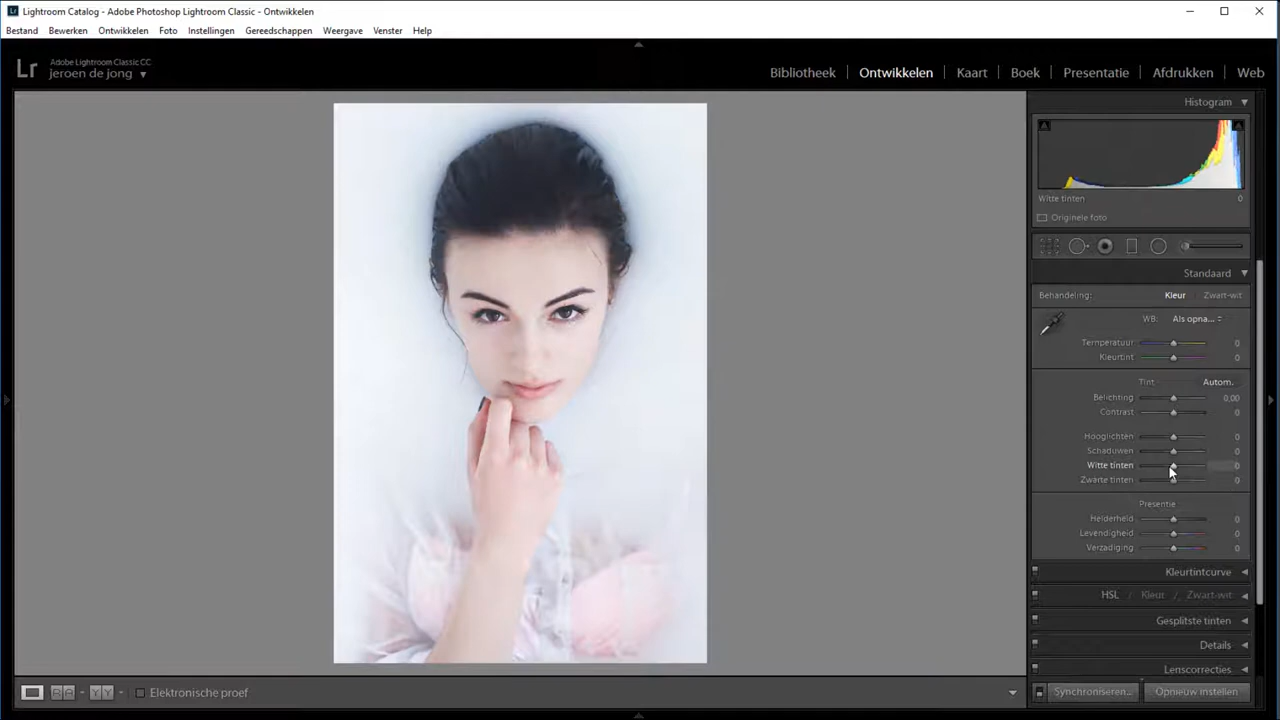 Lightroom Catalog - Adobe Photoshop Lightroom Classic - Ontwikkelen
Bestand Bewerken Ontwikkelen Foto Instellingen Gereedschappen Weergave Venster Help
Lr
Adobe Lightroom Classic CC
jeroen de jong
Bibliotheek Ontwikkelen Kaart Boek Presentatie Afdrukken Web
Histogram
Witte tinten 0
Originele foto
Standaard
Behandeling: Kleur Zwart-wit
WB: Als opna...
Temperatuur 0
Kleurtint 0
Tint Autom.
Belichting 0,00
Contrast 0
Hooglichten 0
Schaduwen 0
Witte tinten 0
Zwarte tinten 0
Presentie
Helderheid 0
Levendigheid 0
Verzadiging 0
Kleurtintcurve
HSL / Kleur / Zwart-wit
Gesplitste tinten
Details
Lenscorrecties
RA YY Elektronische proef
Synchroniseren... Opnieuw instellen